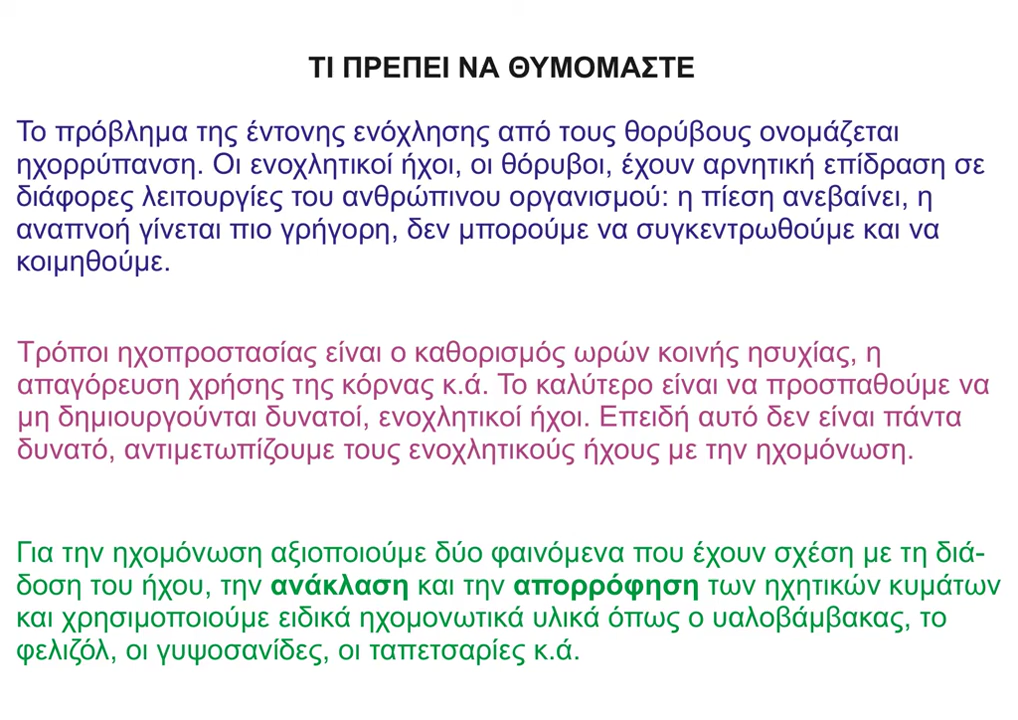 ΤΙ ΠΡΕΠΕΙ ΝΑ ΘΥΜΟΜΑΣΤΕ
Το πρόβλημα της έντονης ενόχλησης από τους θορύβους ονομάζεται
ηχορρύπανση. Οι ενοχλητικοί ήχοι, οι θόρυβοι, έχουν αρνητική επίδραση σε
διάφορες λειτουργίες του ανθρώπινου οργανισμού: η πίεση ανεβαίνει, η
αναπνοή γίνεται πιο γρήγορη, δεν μπορούμε να συγκεντρωθούμε και να
κοιμηθούμε.
Τρόποι ηχοπροστασίας είναι ο καθορισμός ωρών κοινής ησυχίας, η
απαγόρευση χρήσης της κόρνας κ.ά. Το καλύτερο είναι να προσπαθούμε να
μη δημιουργούνται δυνατοί, ενοχλητικοί ήχοι. Επειδή αυτό δεν είναι πάντα
δυνατό, αντιμετωπίζουμε τους ενοχλητικούς ήχους με την ηχομόνωση.
Για την ηχομόνωση αξιοποιούμε δύο φαινόμενα που έχουν σχέση με τη διά-
δοση του ήχου, την ανάκλαση και την απορρόφηση των ηχητικών κυμάτων
και χρησιμοποιούμε ειδικά ηχομονωτικά υλικά όπως ο υαλοβάμβακας, το
φελιζόλ, οι γυψοσανίδες, οι ταπετσαρίες κ.ά.